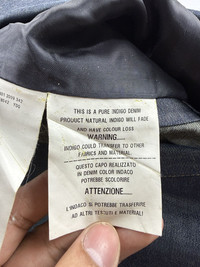 THIS IS A PURE INDIGO DENIM
PRODUCT NATURAL INDIGO WILL FADE
AND HAVE COLOUR LOSS
WARNING......
INDIGO COULD TRANSFER TO OTHER
FABRICS AND MATERIAL.
QUESTO CAPO REALIZZATO
IN DENIM COLOR INDACO
POTREBBE SCOLORIRE
ATTENZIONE......
L'INDACO SI POTREBBE TRASFERIRE
AD ALTRI TESSUTI E MATERIALI